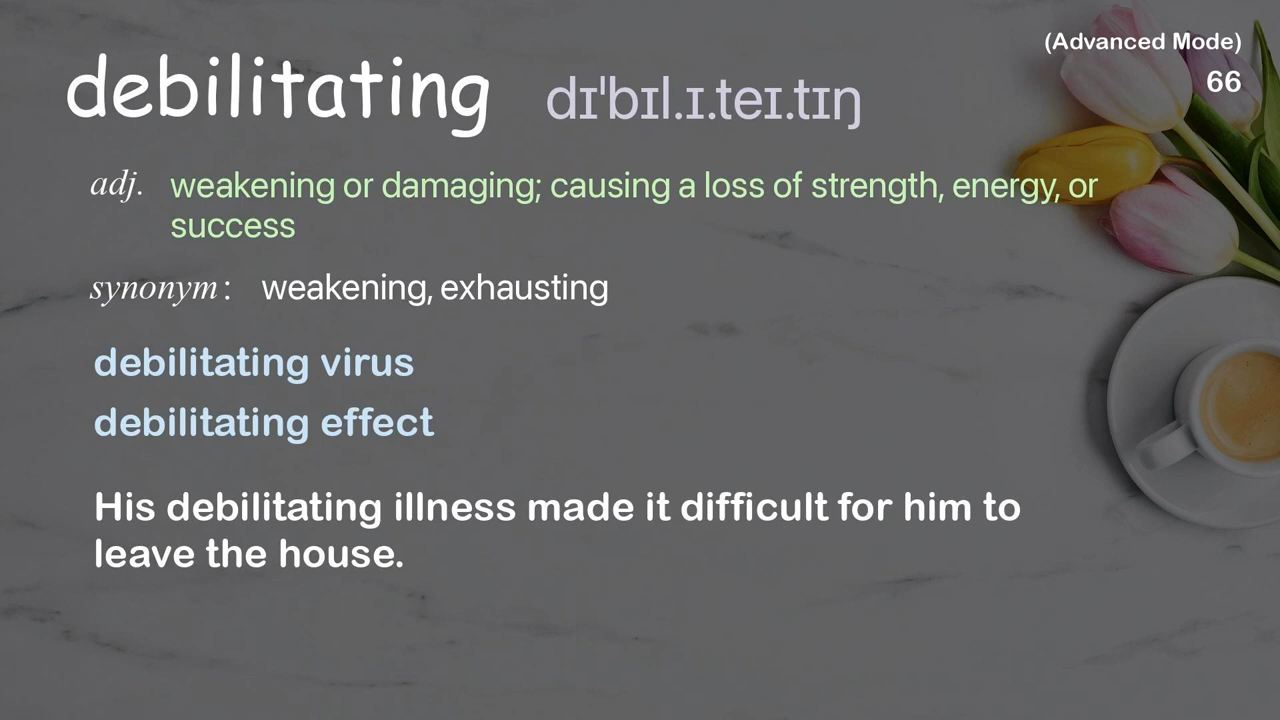 (Advanced Mode)
66
debilitating dɪˈbɪl.ɪ.teɪ.tɪŋ
adj. weakening or damaging; causing a loss of strength, energy, or
success
synonym: weakening, exhausting
debilitating virus
debilitating effect
His debilitating illness made it difficult for him to
leave the house.